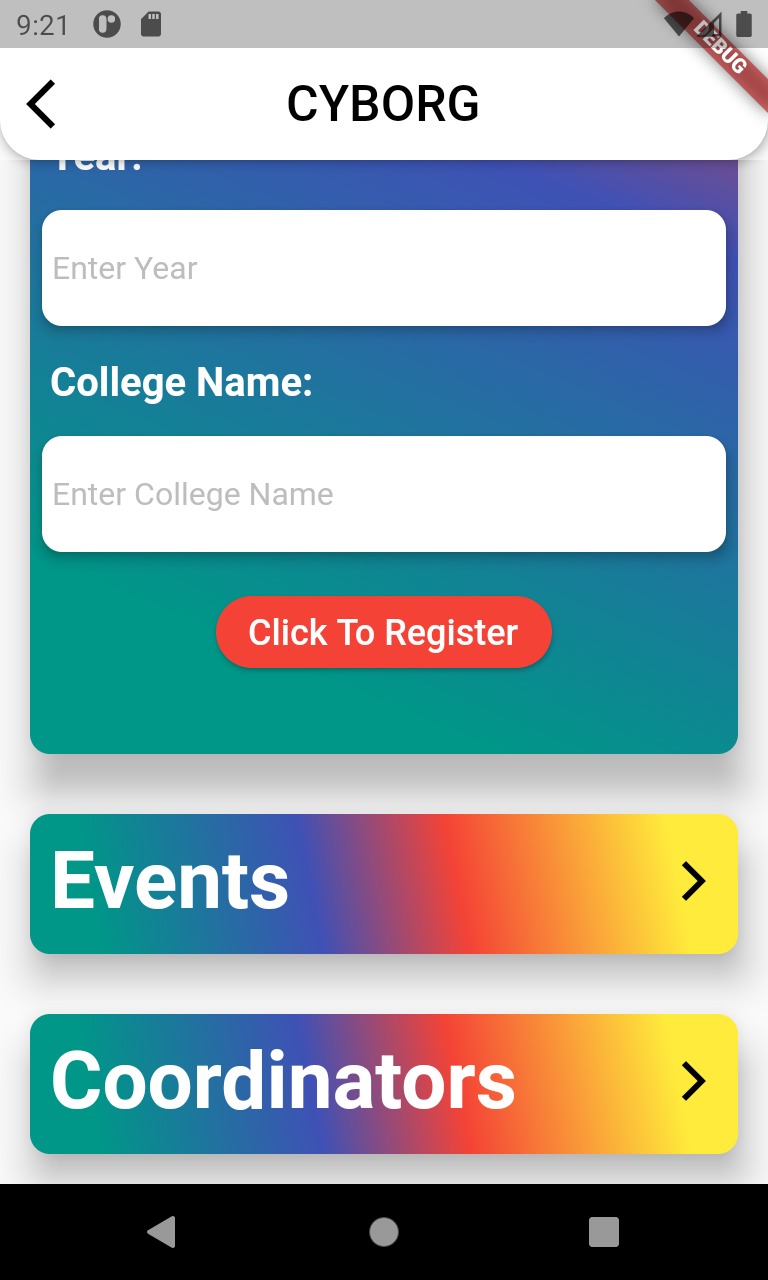 9:21
DEBUG
CYBORG
Year:
Enter Year
College Name:
Enter College Name
Click To Register
Events
Coordinators